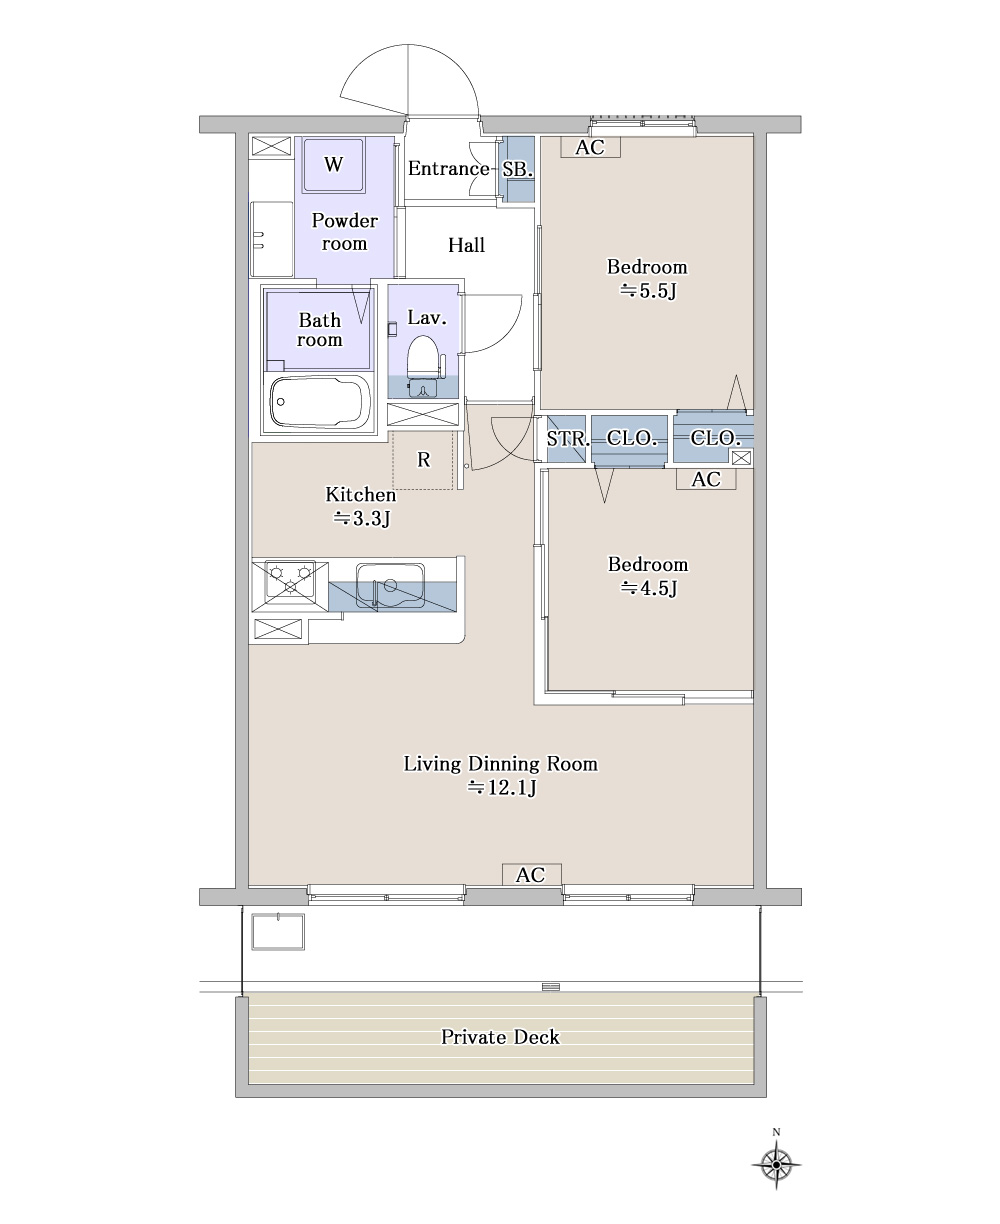 W
Entrance
SB.
AC
Powder
room
Hall
Bedroom
≒5.5J
Bath
room
Lav.
STR.
CLO.
CLO.
R
AC
Kitchen
≒3.3J
Bedroom
≒4.5J
Living Dinning Room
≒12.1J
AC
Private Deck
N